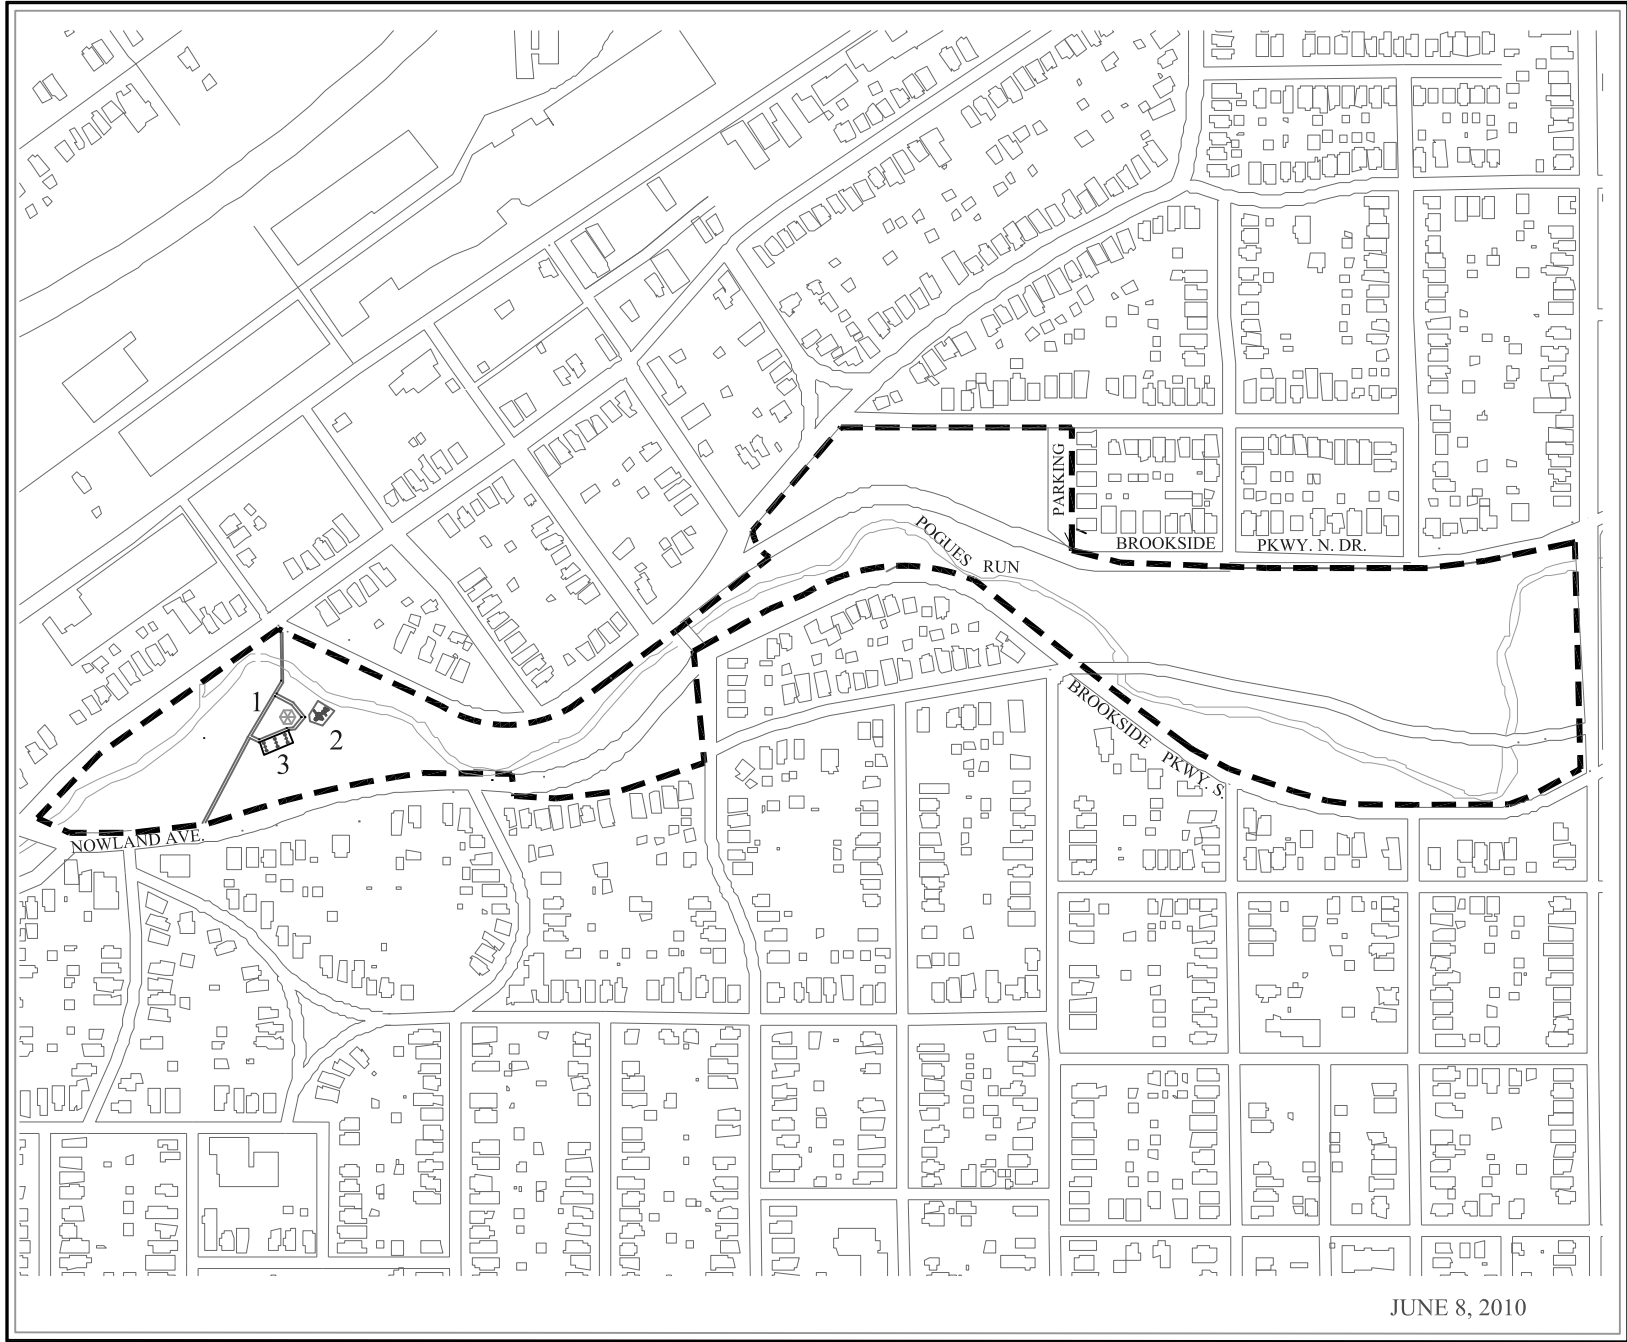 PARKING
POGUES RUN
BROOKSIDE PKWY. N. DR.
1
2
3
BROOKSIDE PKWY. S.
NOWLAND AVE.
JUNE 8, 2010